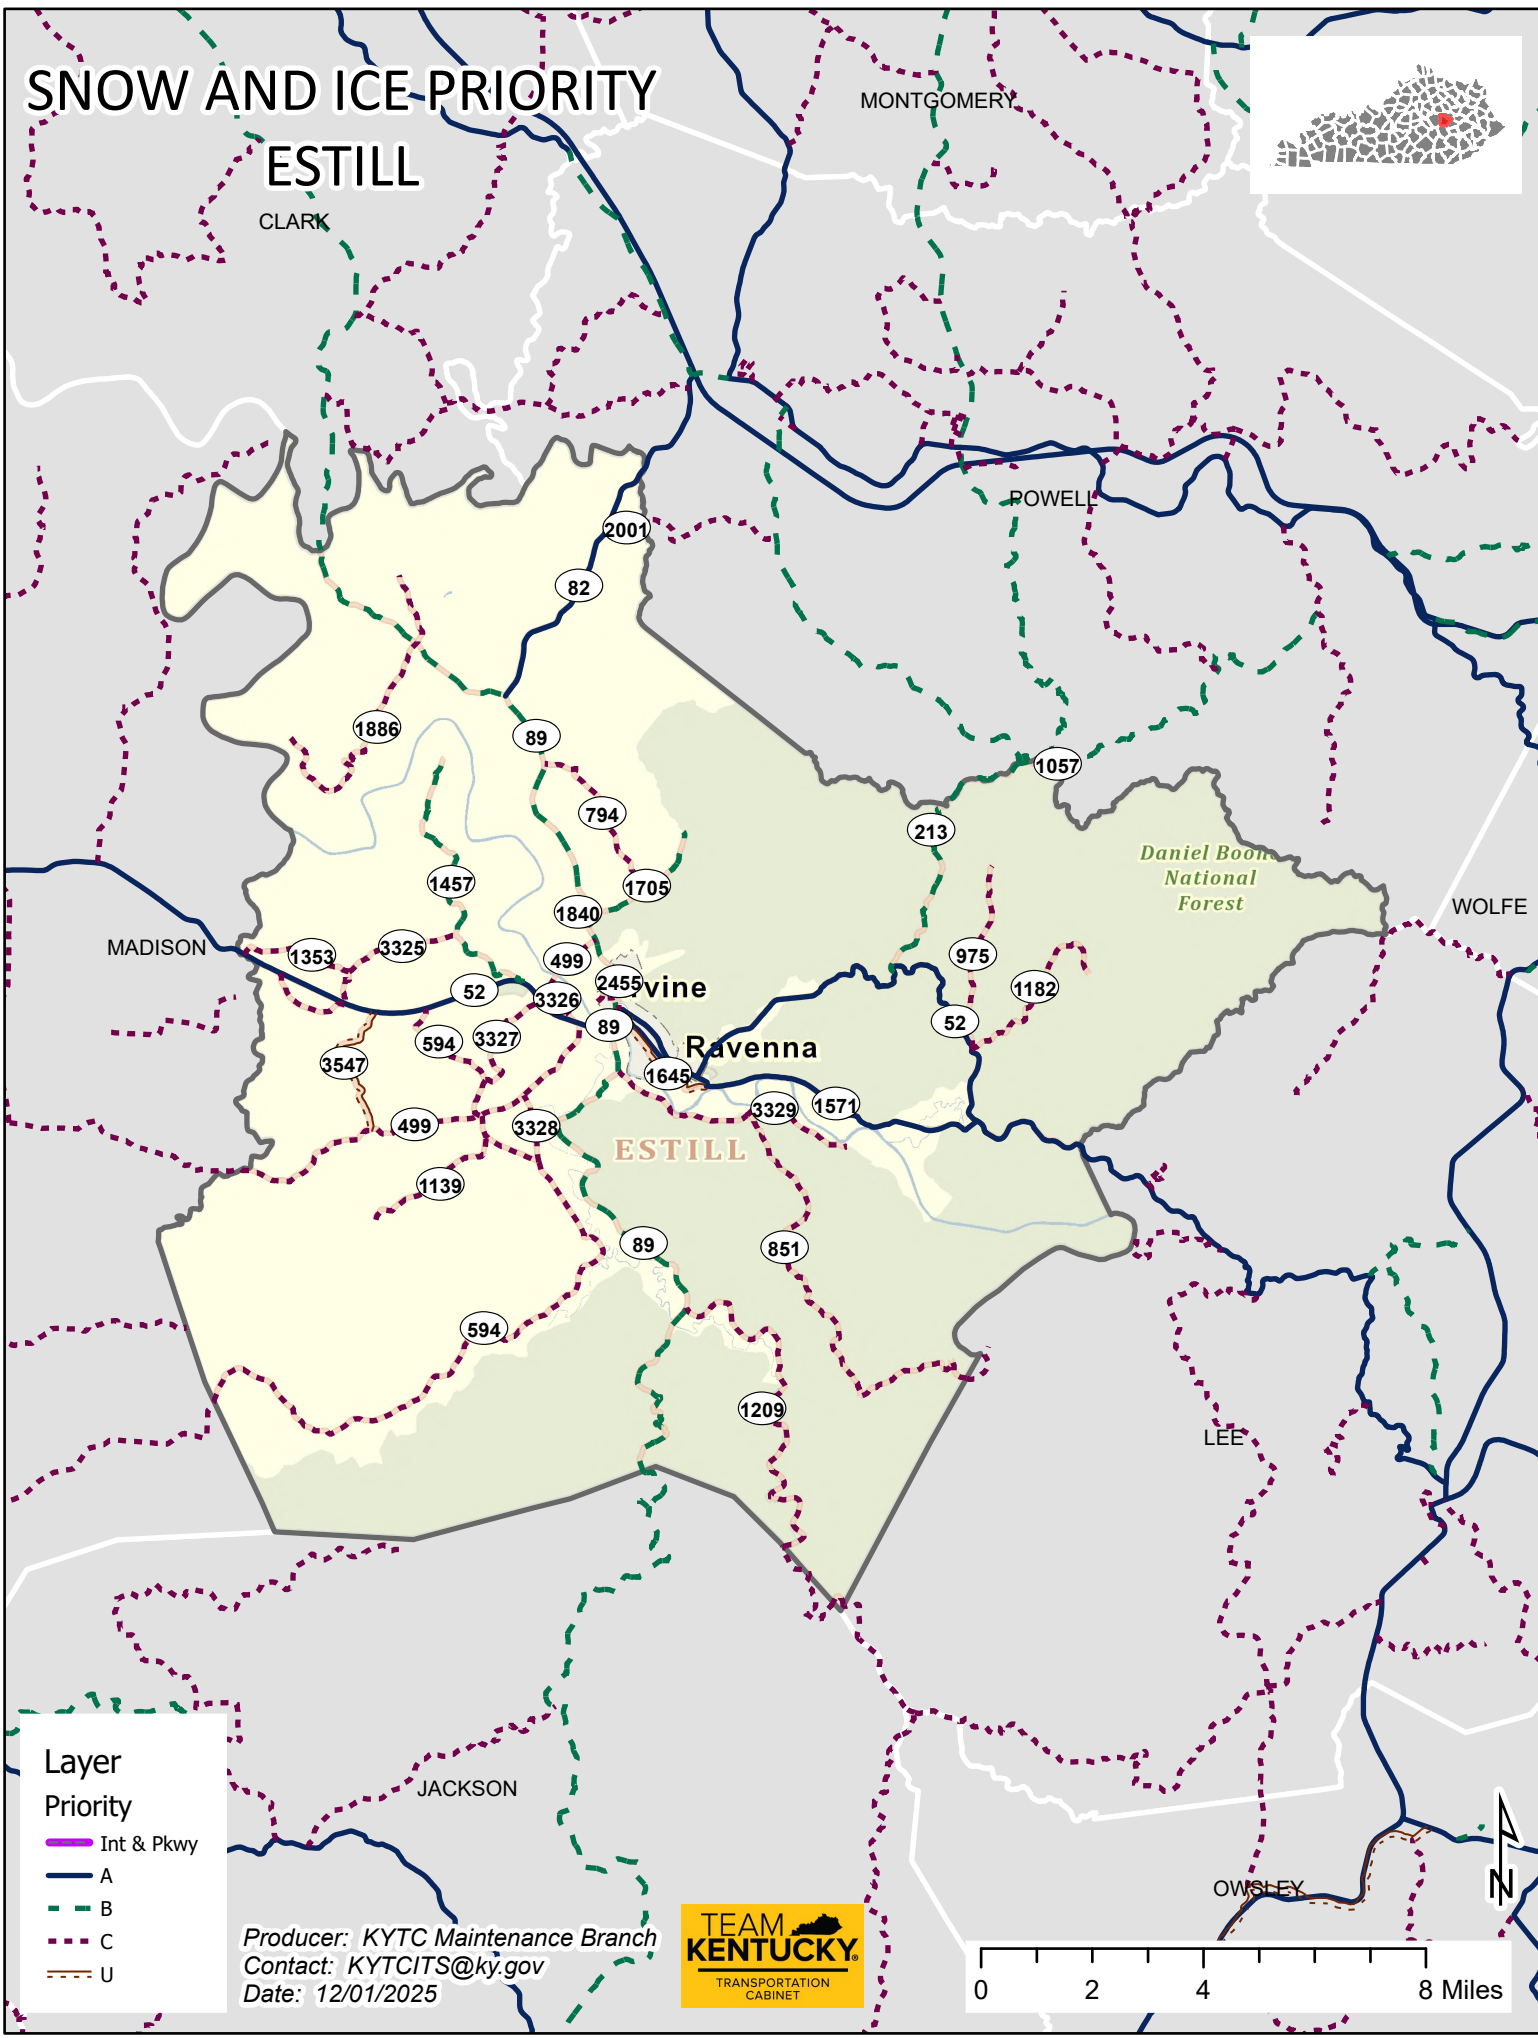 SNOW AND ICE PRIORITY
ESTILL
MONTGOMERY
CLARK
POWELL
2001
82
1886
89
1057
794
213
Daniel Boone
National
Forest
1457
1705
WOLFE
1840
MADISON
1353
3325
499
975
2455
Irvine
52
3326
1182
89
52
594
3327
Ravenna
3547
1645
3329
1571
499
3328
ESTILL
1139
89
851
594
1209
LEE
Layer
Priority
Int & Pkwy
A
B
C
U
JACKSON
OWSLEY
N
Producer: KYTC Maintenance Branch
Contact: KYTCITS@ky.gov
Date: 12/01/2025
TEAM
KENTUCKY®
TRANSPORTATION
CABINET
0 2 4 8 Miles